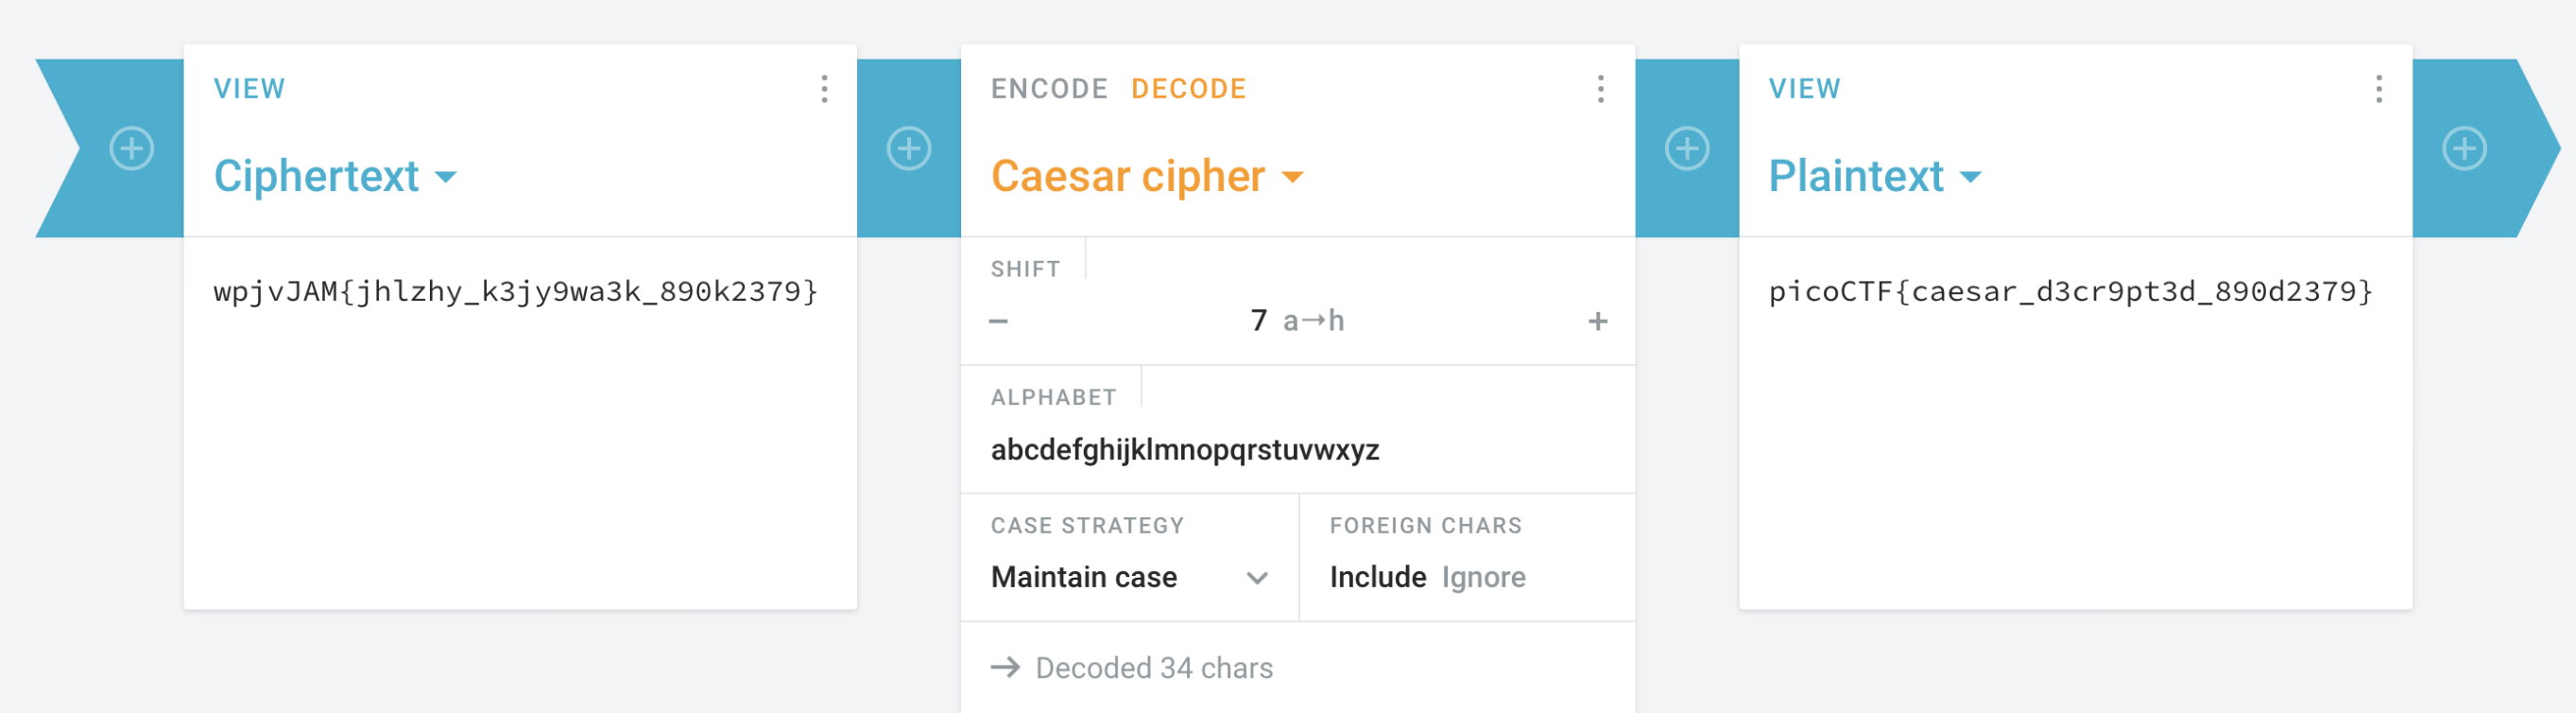 VIEW
Ciphertext
wpjvJAM{jhlzhy_k3jy9wa3k_890k2379}
ENCODE DECODE
Caesar cipher
SHIFT
− 7 a→h +
ALPHABET
abcdefghijklmnopqrstuvwxyz
CASE STRATEGY
Maintain case
FOREIGN CHARS
Include Ignore
→ Decoded 34 chars
VIEW
Plaintext
picoCTF{caesar_d3cr9pt3d_890d2379}